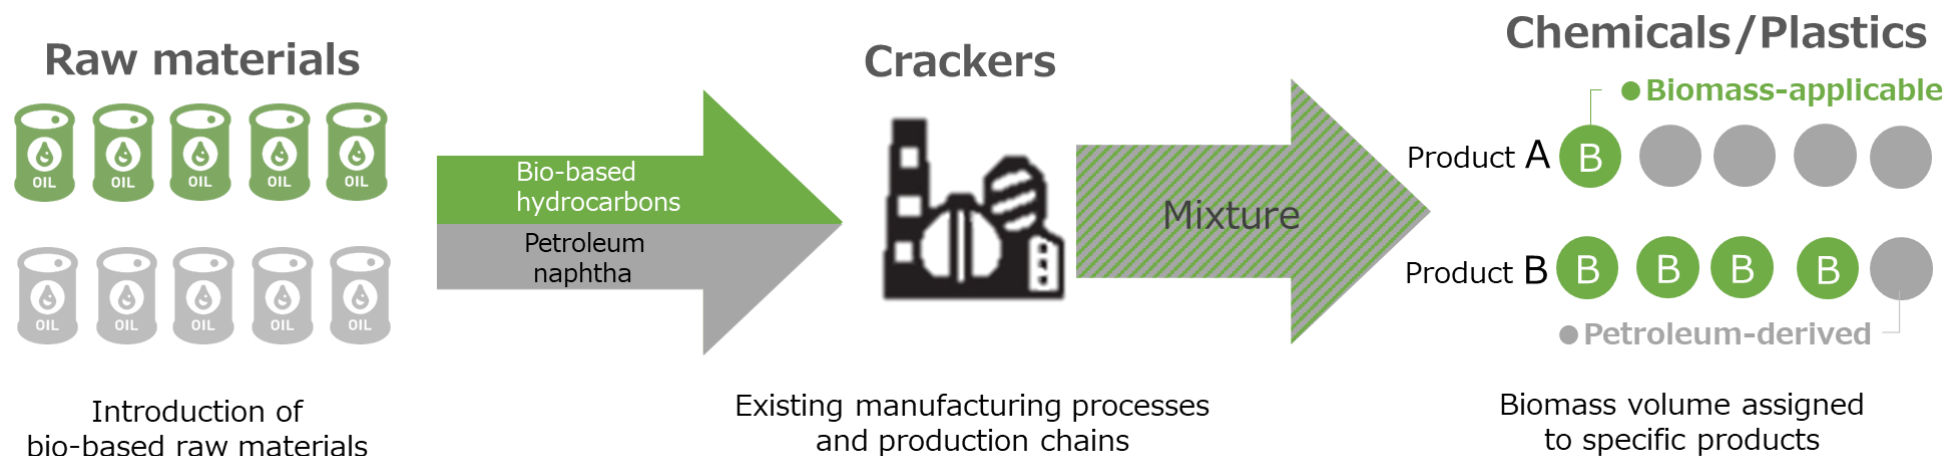 Raw materials
OIL OIL OIL OIL OIL
OIL OIL OIL OIL OIL
Introduction of
bio-based raw materials
Bio-based
hydrocarbons
Petroleum
naphtha
Crackers
Existing manufacturing processes
and production chains
Mixture
Chemicals/Plastics
Biomass-applicable
Product A B
Product B B B B B
Petroleum-derived
Biomass volume assigned
to specific products